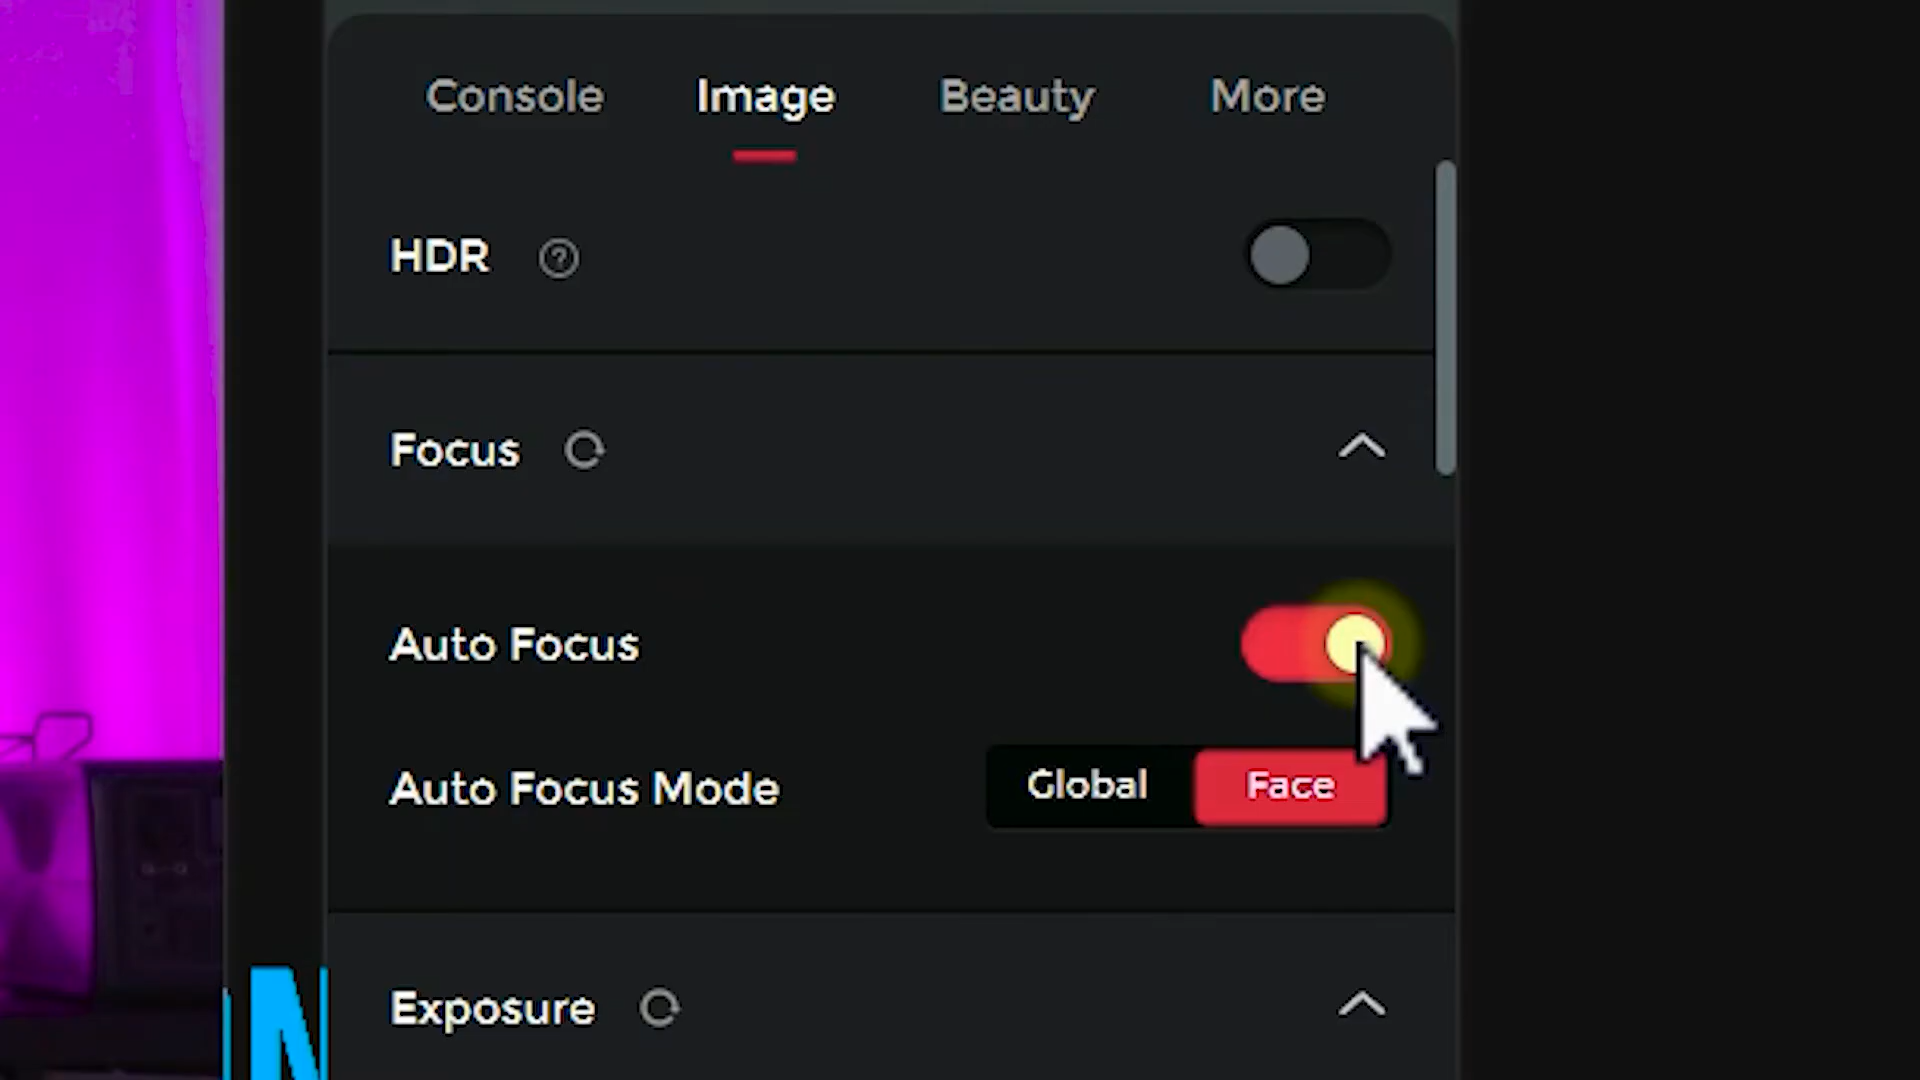 Console Image Beauty More
HDR
Focus
Auto Focus
Auto Focus Mode Global Face
Exposure
N